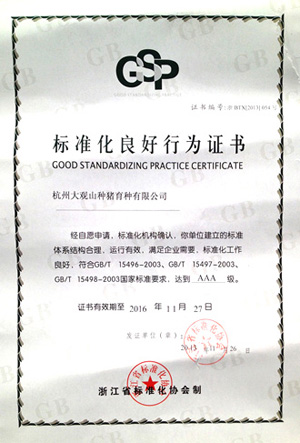 GSP
标准化良好行为证书
GOOD STANDARDIZING PRACTICE CERTIFICATE
杭州大观山种猪育种有限公司
经自愿申请，标准化机构确认，你单位建立的标准
体系结构合理，运行有效，满足企业需要，标准化工作
良好，符合GB/T 15496-2003、GB/T 15497-2003、
GB/T 15498-2003国家标准要求，达到 AAA 级。
证书有效期至 2016 年 11 月 27 日
发证单位（章）：
浙江省标准化协会制